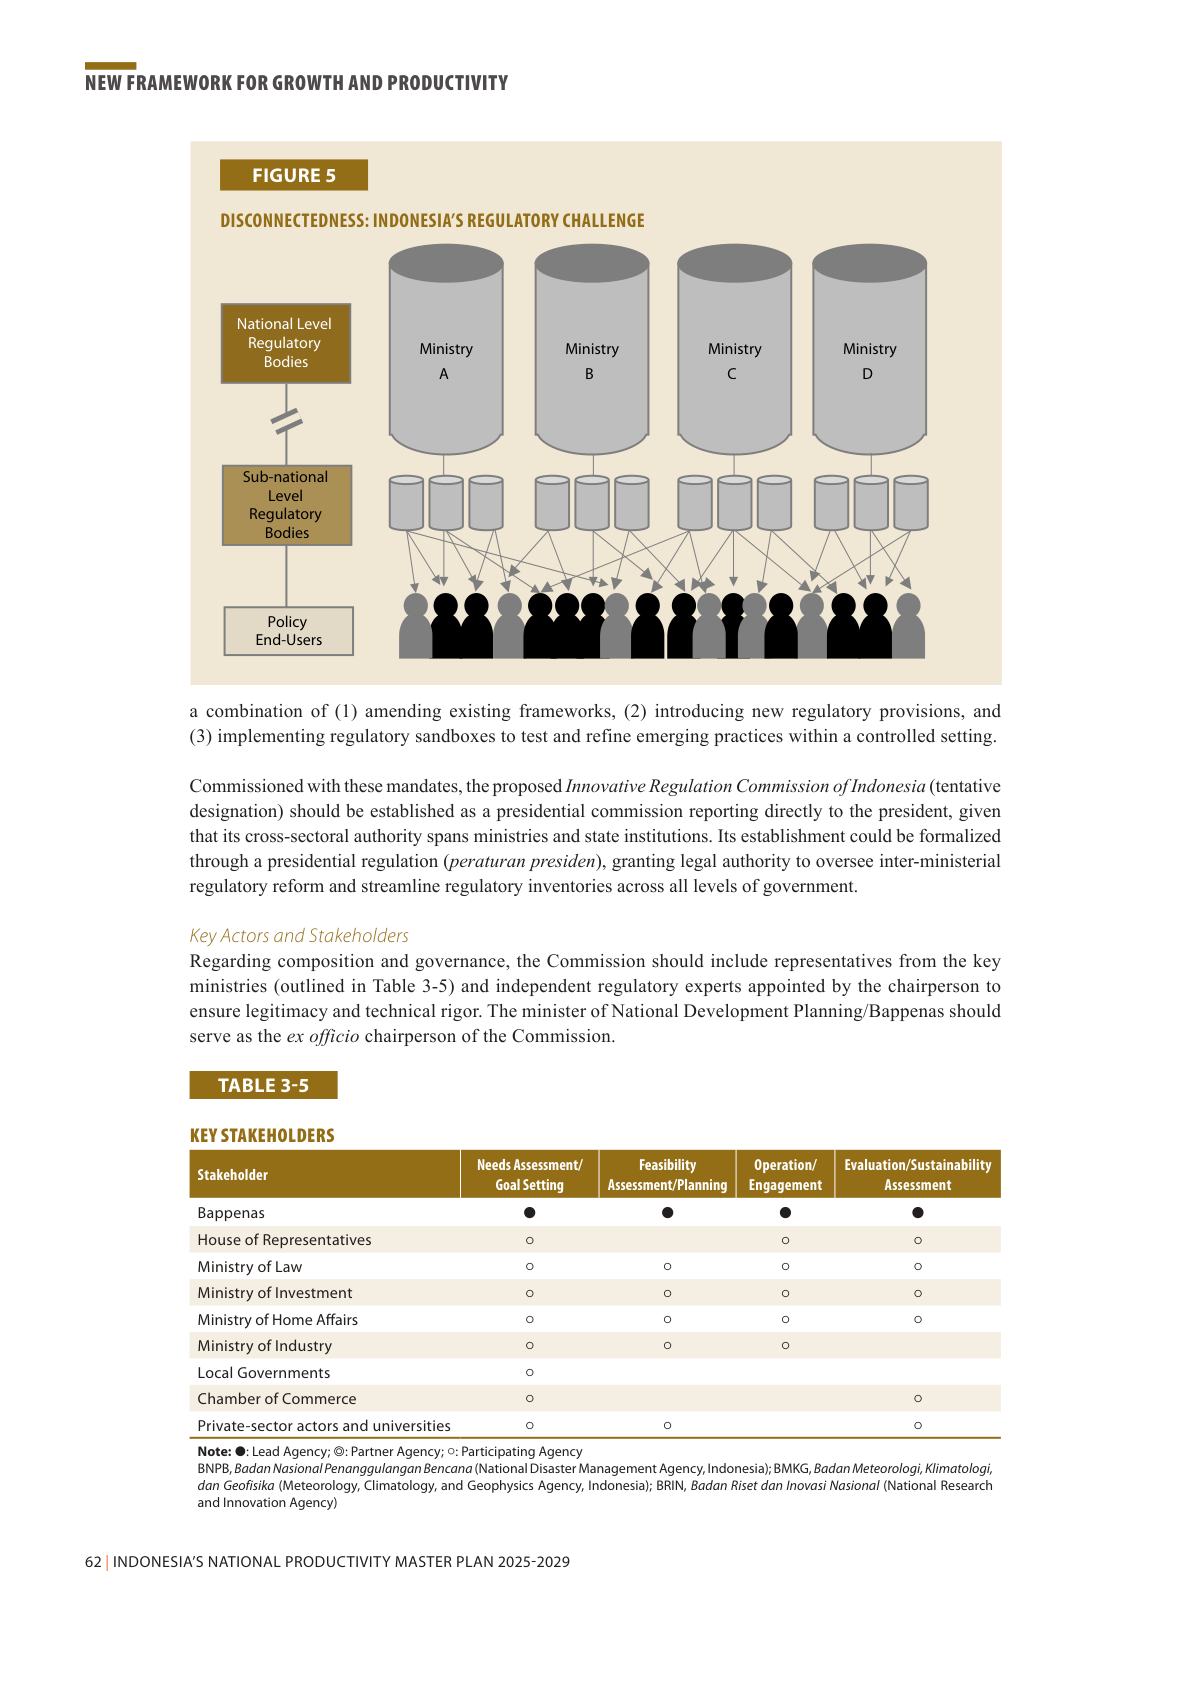 NEW FRAMEWORK FOR GROWTH AND PRODUCTIVITY
FIGURE 5
DISCONNECTEDNESS: INDONESIA'S REGULATORY CHALLENGE
National Level
Regulatory
Bodies
Ministry
A
Ministry
B
Ministry
C
Ministry
D
Sub-national
Level
Regulatory
Bodies
Policy
End-Users
a combination of (1) amending existing frameworks, (2) introducing new regulatory provisions, and
(3) implementing regulatory sandboxes to test and refine emerging practices within a controlled setting.
Commissioned with these mandates, the proposed Innovative Regulation Commission of Indonesia (tentative
designation) should be established as a presidential commission reporting directly to the president, given
that its cross-sectoral authority spans ministries and state institutions. Its establishment could be formalized
through a presidential regulation (peraturan presiden), granting legal authority to oversee inter-ministerial
regulatory reform and streamline regulatory inventories across all levels of government.
Key Actors and Stakeholders
Regarding composition and governance, the Commission should include representatives from the key
ministries (outlined in Table 3-5) and independent regulatory experts appointed by the chairperson to
ensure legitimacy and technical rigor. The minister of National Development Planning/Bappenas should
serve as the ex officio chairperson of the Commission.
TABLE 3-5
KEY STAKEHOLDERS
Stakeholder Needs Assessment/ Goal Setting Feasibility Assessment/Planning Operation/ Engagement Evaluation/Sustainability Assessment
Bappenas ● ● ● ●
House of Representatives ○ ○ ○
Ministry of Law ○ ○ ○ ○
Ministry of Investment ○ ○ ○ ○
Ministry of Home Affairs ○ ○ ○ ○
Ministry of Industry ○ ○ ○
Local Governments ○
Chamber of Commerce ○ ○
Private-sector actors and universities ○ ○ ○
Note: ●: Lead Agency; ◎: Partner Agency; ○: Participating Agency
BNPB, Badan Nasional Penanggulangan Bencana (National Disaster Management Agency, Indonesia); BMKG, Badan Meteorologi, Klimatologi,
dan Geofisika (Meteorology, Climatology, and Geophysics Agency, Indonesia); BRIN, Badan Riset dan Inovasi Nasional (National Research
and Innovation Agency)
62 | INDONESIA'S NATIONAL PRODUCTIVITY MASTER PLAN 2025-2029